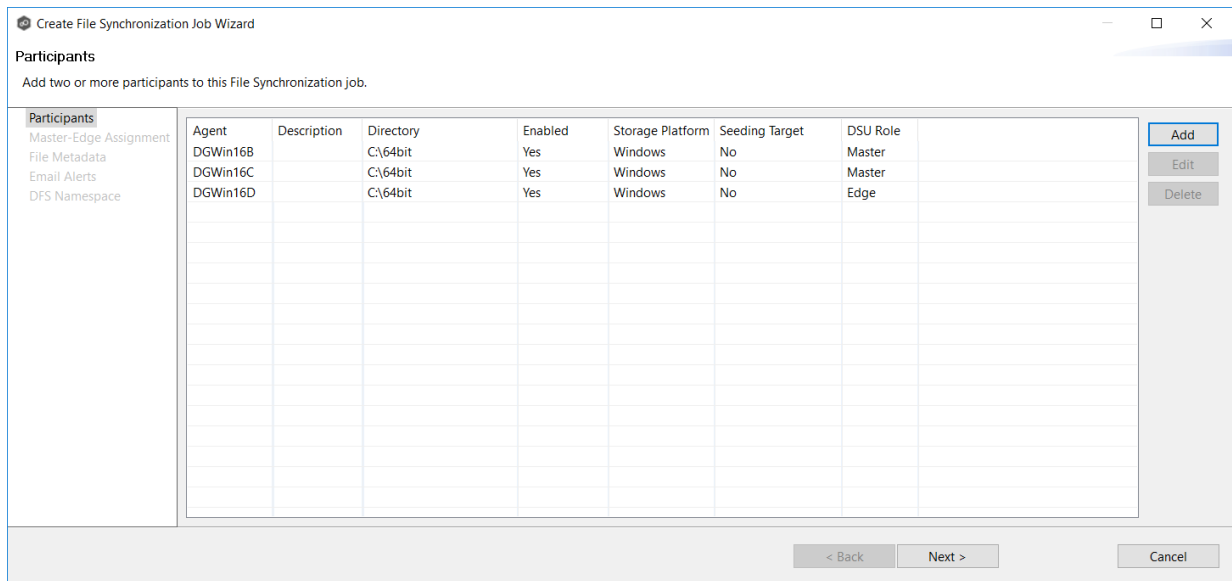 Create File Synchronization Job Wizard
Participants
Add two or more participants to this File Synchronization job.
Participants
Master-Edge Assignment
File Metadata
Email Alerts
DFS Namespace
Agent Description Directory Enabled Storage Platform Seeding Target DSU Role
DGWin16B C:\64bit Yes Windows No Master
DGWin16C C:\64bit Yes Windows No Master
DGWin16D C:\64bit Yes Windows No Edge
Add
Edit
Delete
< Back Next > Cancel